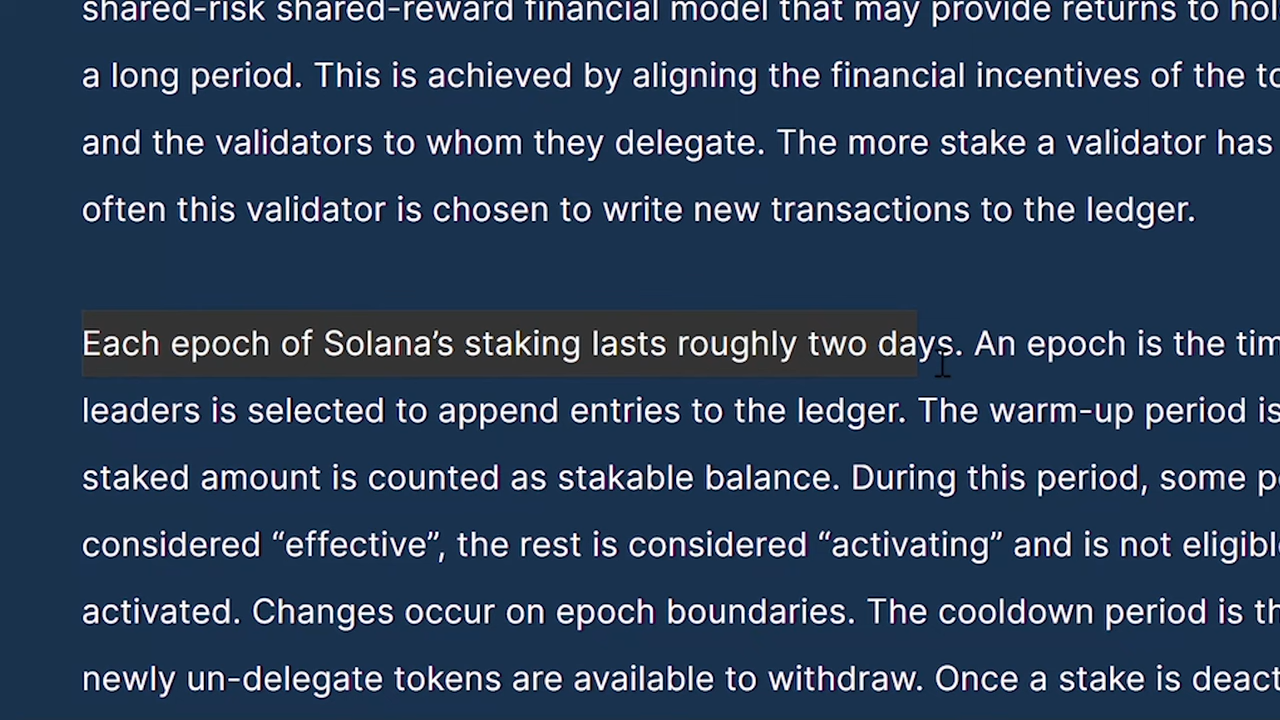 shared-risk shared-reward financial model that may provide returns to
a long period. This is achieved by aligning the financial incentives of the
and the validators to whom they delegate. The more stake a validator has
often this validator is chosen to write new transactions to the ledger.
Each epoch of Solana’s staking lasts roughly two days. An epoch is the
leaders is selected to append entries to the ledger. The warm-up period is
staked amount is counted as stakable balance. During this period, some
considered “effective”, the rest is considered “activating” and is not
activated. Changes occur on epoch boundaries. The cooldown period is
newly un-delegate tokens are available to withdraw. Once a stake is